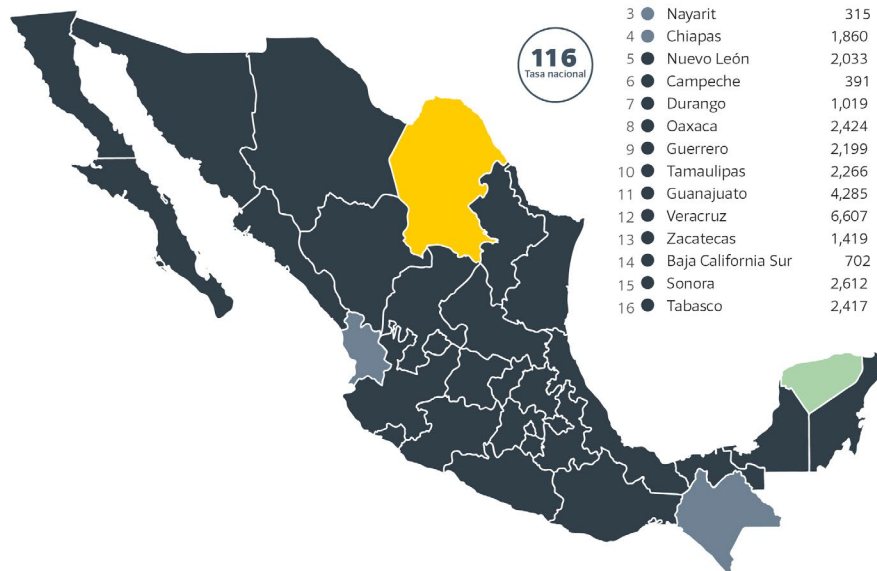 116
Tasa nacional
3 Nayarit 315
4 Chiapas 1,860
5 Nuevo León 2,033
6 Campeche 391
7 Durango 1,019
8 Oaxaca 2,424
9 Guerrero 2,199
10 Tamaulipas 2,266
11 Guanajuato 4,285
12 Veracruz 6,607
13 Zacatecas 1,419
14 Baja California Sur 702
15 Sonora 2,612
16 Tabasco 2,417